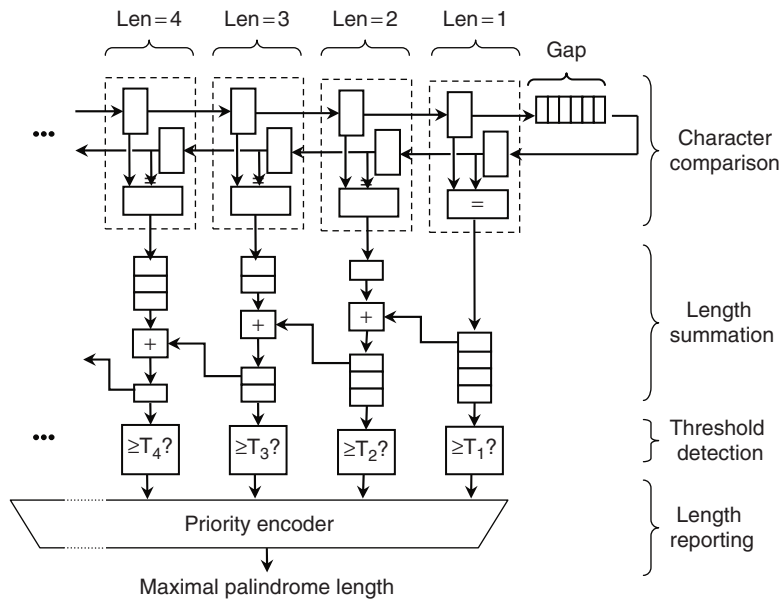 Len=4
Len=3
Len=2
Len=1
Gap
Character
comparison
=
=
=
=
Length
summation
+
+
+
≥T₄?
≥T₃?
≥T₂?
≥T₁?
Threshold
detection
Priority encoder
Length
reporting
Maximal palindrome length